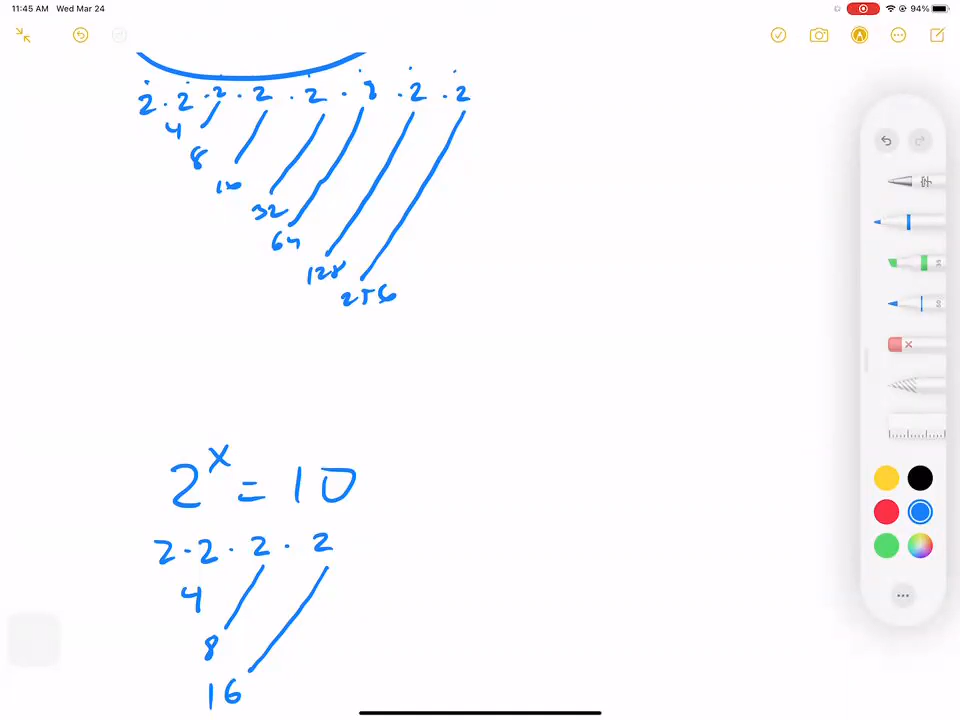 11:45 AM Wed Mar 24 94%
2 · 2 · 2 · 2 · 2 · 2 · 2 · 2
4
8
16
32
64
128
256
2^x = 10
2 · 2 · 2 · 2
4
8
16